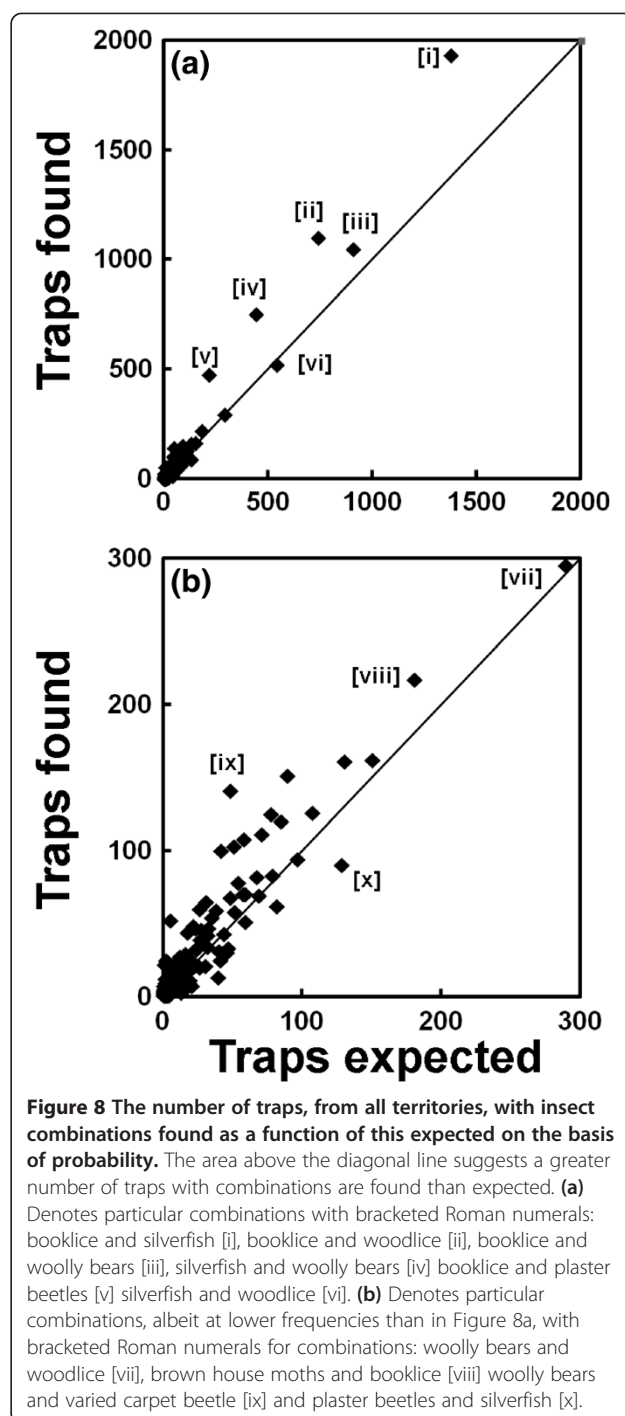 2000
(a)
[i]
1500
[ii]
[iii]
1000
[iv]
[v]
500
[vi]
0
0 500 1000 1500 2000
Traps found
300
(b)
[vii]
[viii]
200
[ix]
100
[x]
0
0 100 200 300
Traps found
Traps expected
Figure 8 The number of traps, from all territories, with insect
combinations found as a function of this expected on the basis
of probability. The area above the diagonal line suggests a greater
number of traps with combinations are found than expected. (a)
Denotes particular combinations with bracketed Roman numerals:
booklice and silverfish [i], booklice and woodlice [ii], booklice and
woolly bears [iii], silverfish and woolly bears [iv] booklice and plaster
beetles [v] silverfish and woodlice [vi]. (b) Denotes particular
combinations, albeit at lower frequencies than in Figure 8a, with
bracketed Roman numerals for combinations: woolly bears and
woodlice [vii], brown house moths and booklice [viii] woolly bears
and varied carpet beetle [ix] and plaster beetles and silverfish [x].